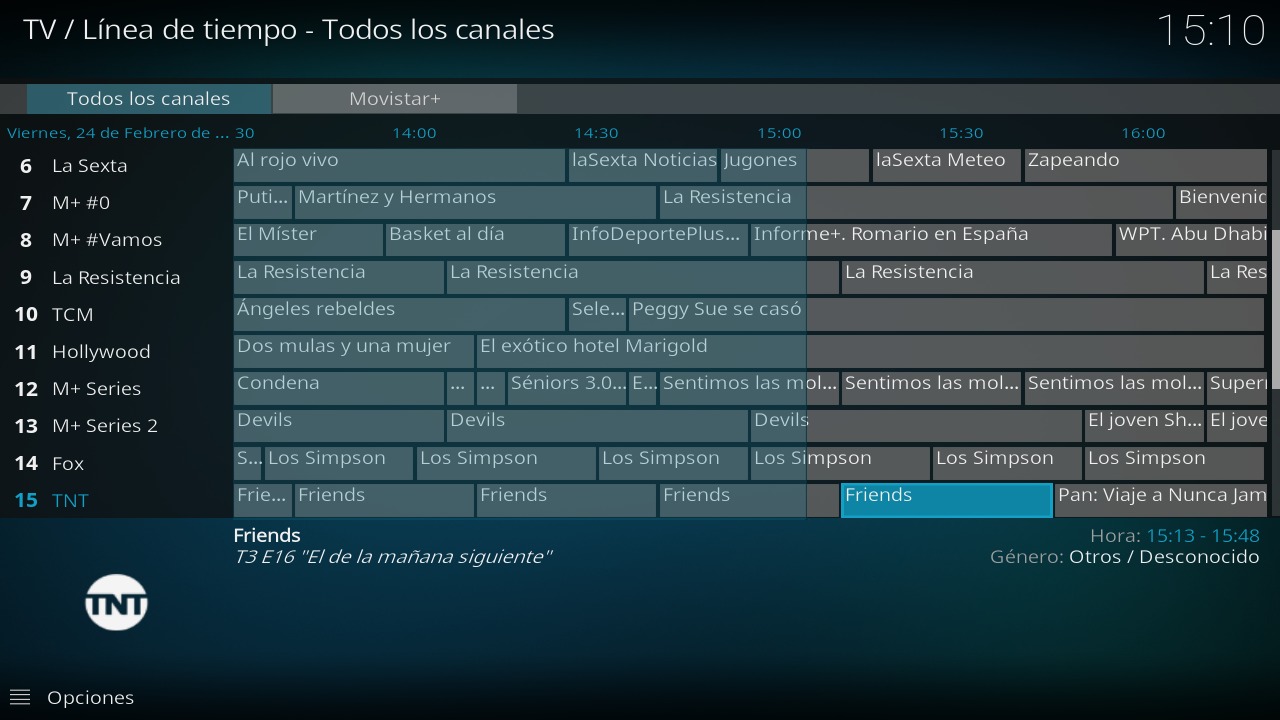 TV / Línea de tiempo - Todos los canales
15:10
Todos los canales Movistar+
Viernes, 24 de Febrero de ... 30 14:00 14:30 15:00 15:30 16:00
6 La Sexta Al rojo vivo laSexta Noticias Jugones laSexta Meteo Zapeando
7 M+ #0 Puti... Martínez y Hermanos La Resistencia Bienvenid
8 M+ #Vamos El Míster Basket al día InfoDeportePlus... Informe+. Romario en España WPT. Abu Dhabi
9 La Resistencia La Resistencia La Resistencia La Resistencia La Res
10 TCM Ángeles rebeldes Sele... Peggy Sue se casó
11 Hollywood Dos mulas y una mujer El exótico hotel Marigold
12 M+ Series Condena ... ... Séniors 3.0... E... Sentimos las mol... Sentimos las mol... Sentimos las mol... Super
13 M+ Series 2 Devils Devils Devils El joven Sh... El jove
14 Fox S... Los Simpson Los Simpson Los Simpson Los Simpson Los Simpson Los Simpson
15 TNT Frie... Friends Friends Friends Friends Pan: Viaje a Nunca Jam
Friends Hora: 15:13 - 15:48
T3 E16 "El de la mañana siguiente" Género: Otros / Desconocido
TNT
Opciones